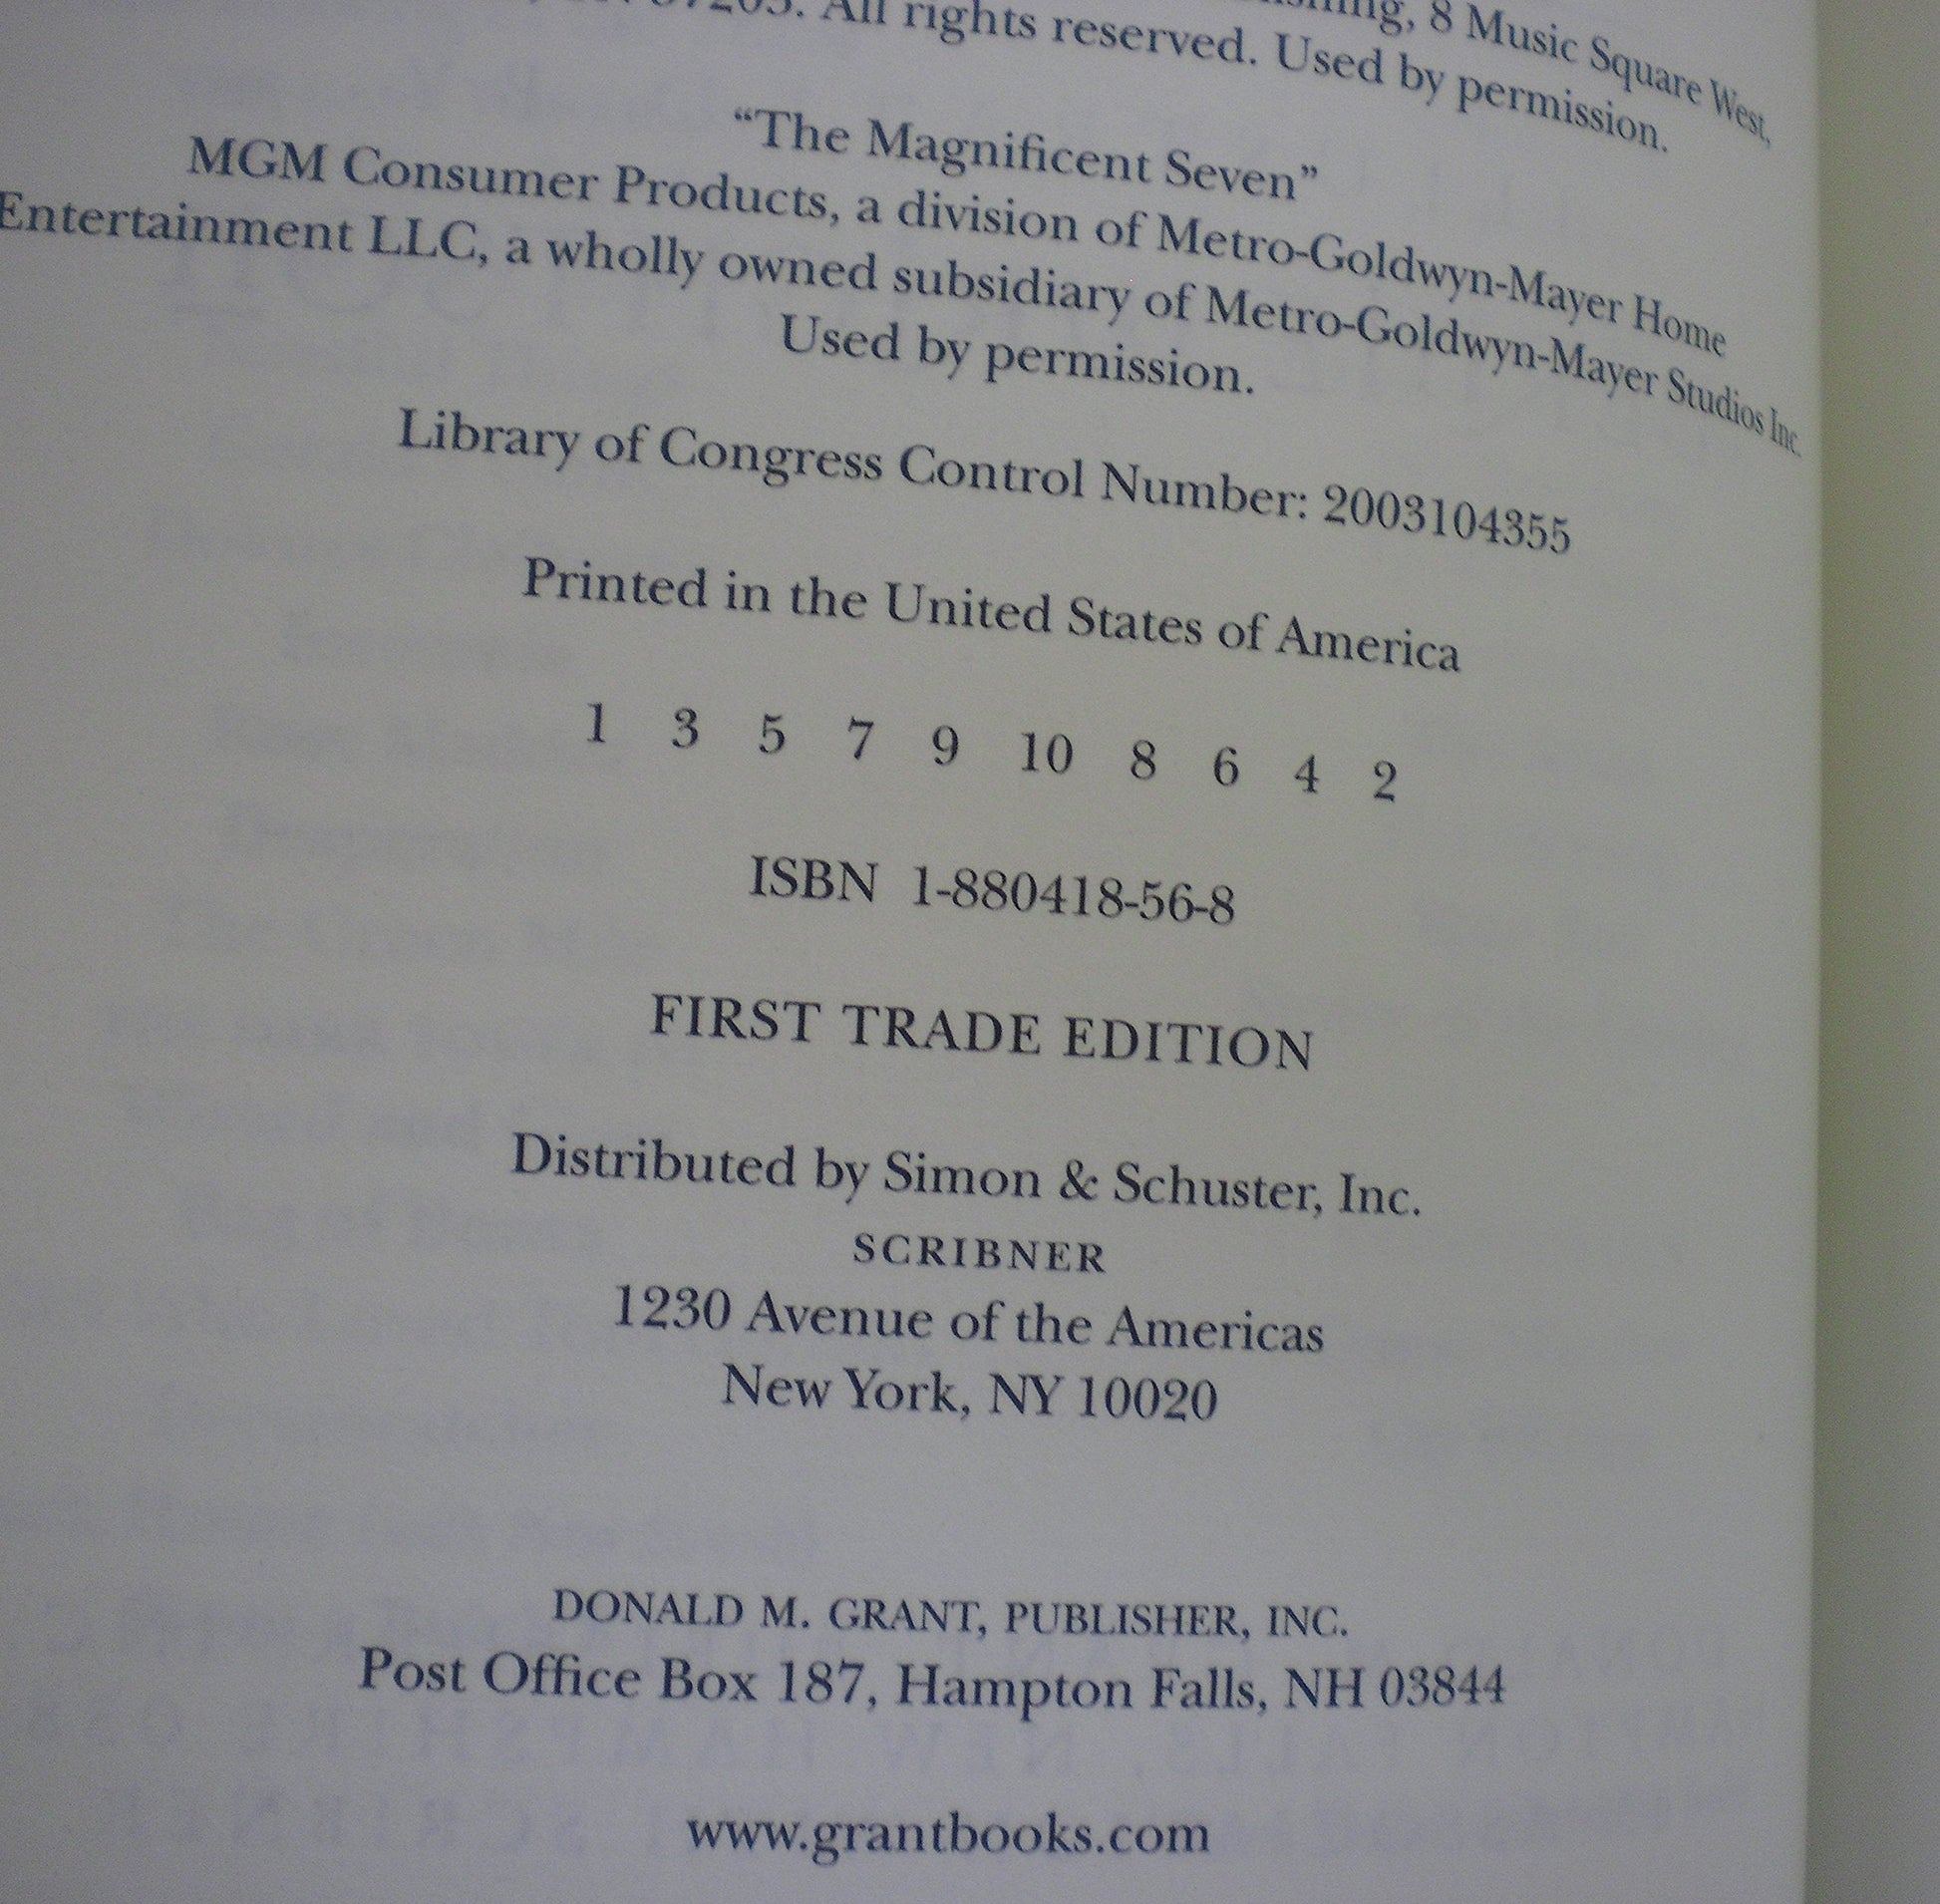 8 Music Square West,
All rights reserved. Used by permission.
“The Magnificent Seven”
MGM Consumer Products, a division of Metro-Goldwyn-Mayer Home
Entertainment LLC, a wholly owned subsidiary of Metro-Goldwyn-Mayer Studios Inc.
Used by permission.
Library of Congress Control Number: 2003104355
Printed in the United States of America
1 3 5 7 9 10 8 6 4 2
ISBN 1-880418-56-8
FIRST TRADE EDITION
Distributed by Simon & Schuster, Inc.
SCRIBNER
1230 Avenue of the Americas
New York, NY 10020
DONALD M. GRANT, PUBLISHER, INC.
Post Office Box 187, Hampton Falls, NH 03844
www.grantbooks.com